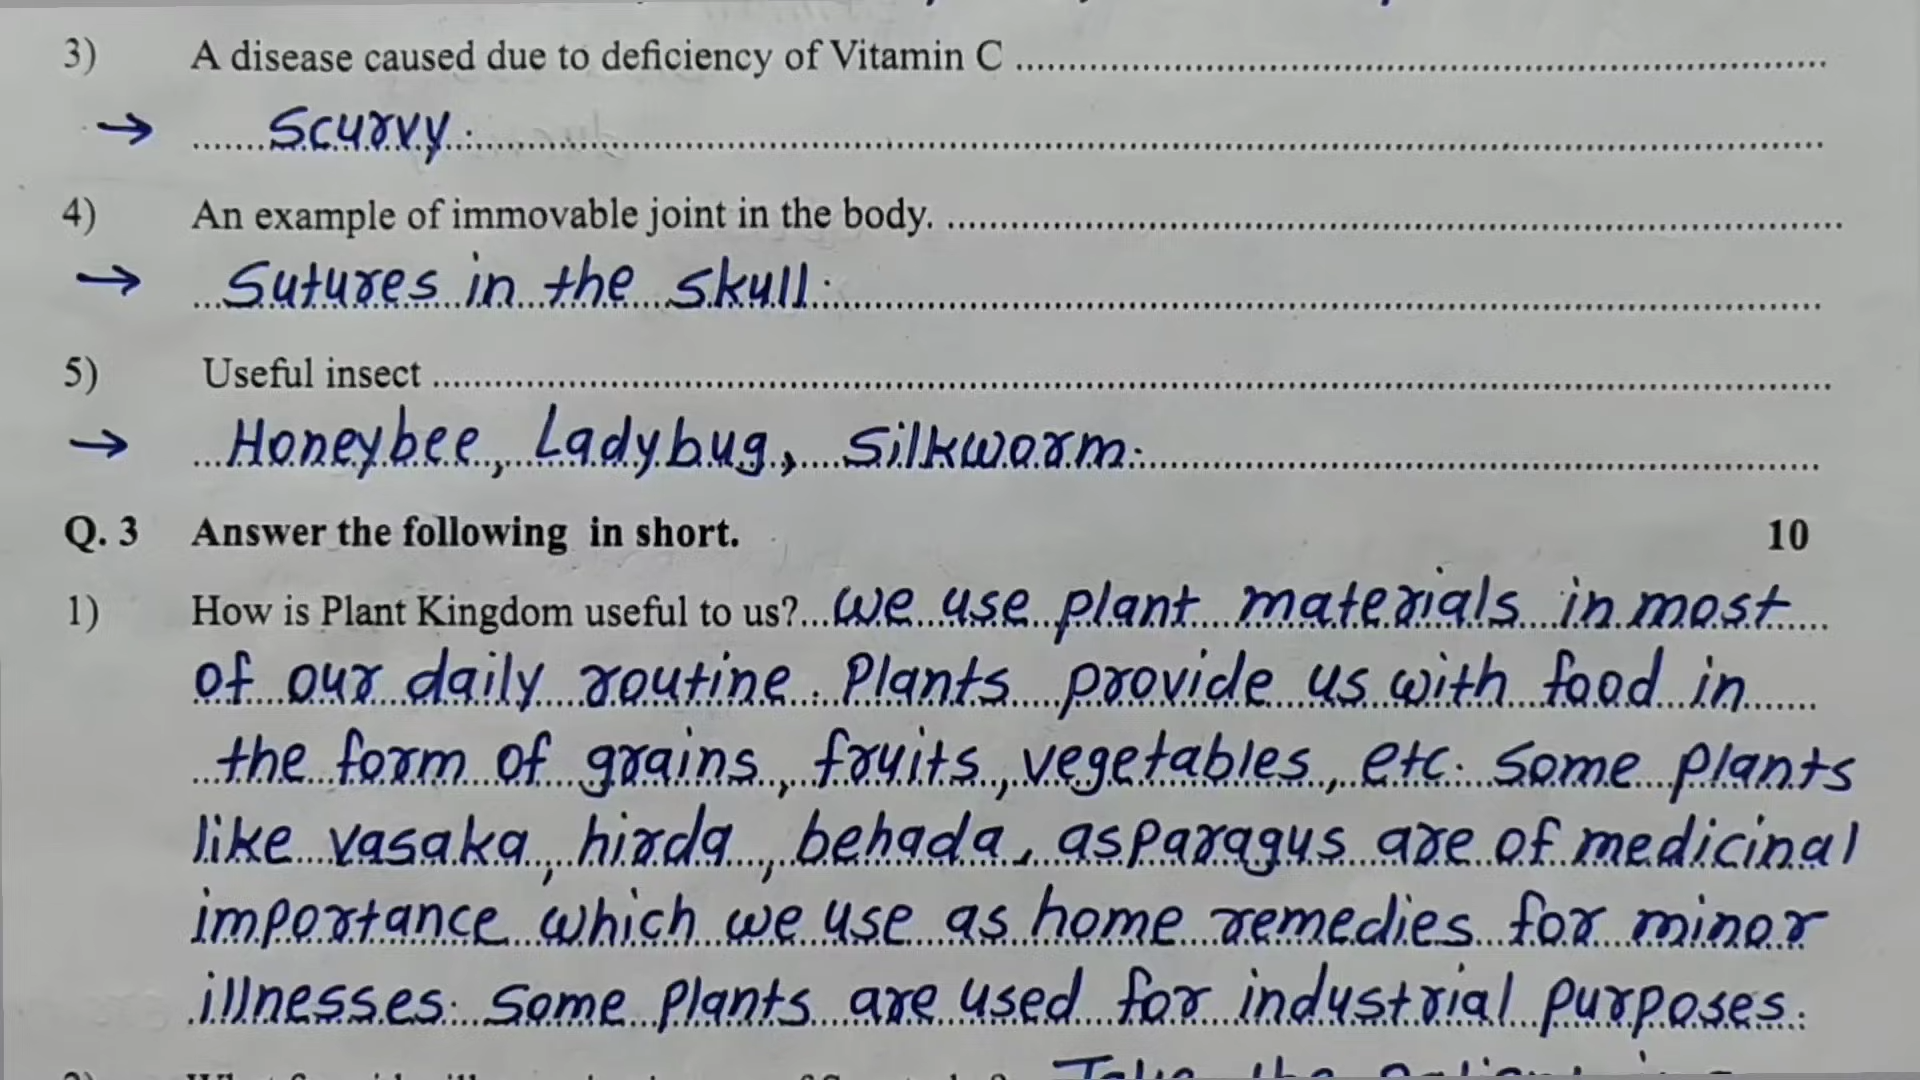 3) A disease caused due to deficiency of Vitamin C
→ Scurvy.
4) An example of immovable joint in the body.
→ Sutures in the skull.
5) Useful insect
→ Honeybee, Ladybug, Silkworm.
Q. 3 Answer the following in short. 10
1) How is Plant Kingdom useful to us? We use plant materials in most
of our daily routine. Plants provide us with food in
the form of grains, fruits, vegetables, etc. Some plants
like vasaka, hirda, behada, asparagus are of medicinal
importance which we use as home remedies for minor
illnesses. Some plants are used for industrial purposes.
Take the patient